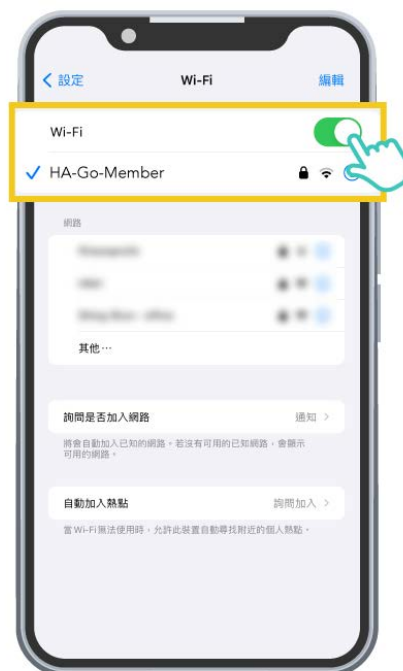 設定
Wi-Fi
編輯
Wi-Fi
HA-Go-Member
網路
其他…
詢問是否加入網路
通知
將會自動加入已知的網路。若沒有可用的已知網路,會顯示
可用的網路。
自動加入熱點
詢問加入
當 Wi-Fi 無法使用時,允許此裝置自動尋找附近的個人熱點。